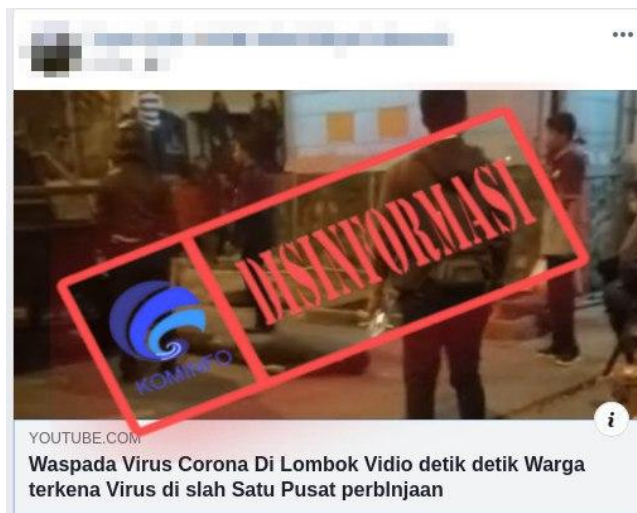 DISINFORMASI
KOMINFO
YOUTUBE.COM
Waspada Virus Corona Di Lombok Vidio detik detik Warga
terkena Virus di slah Satu Pusat perblnjaan